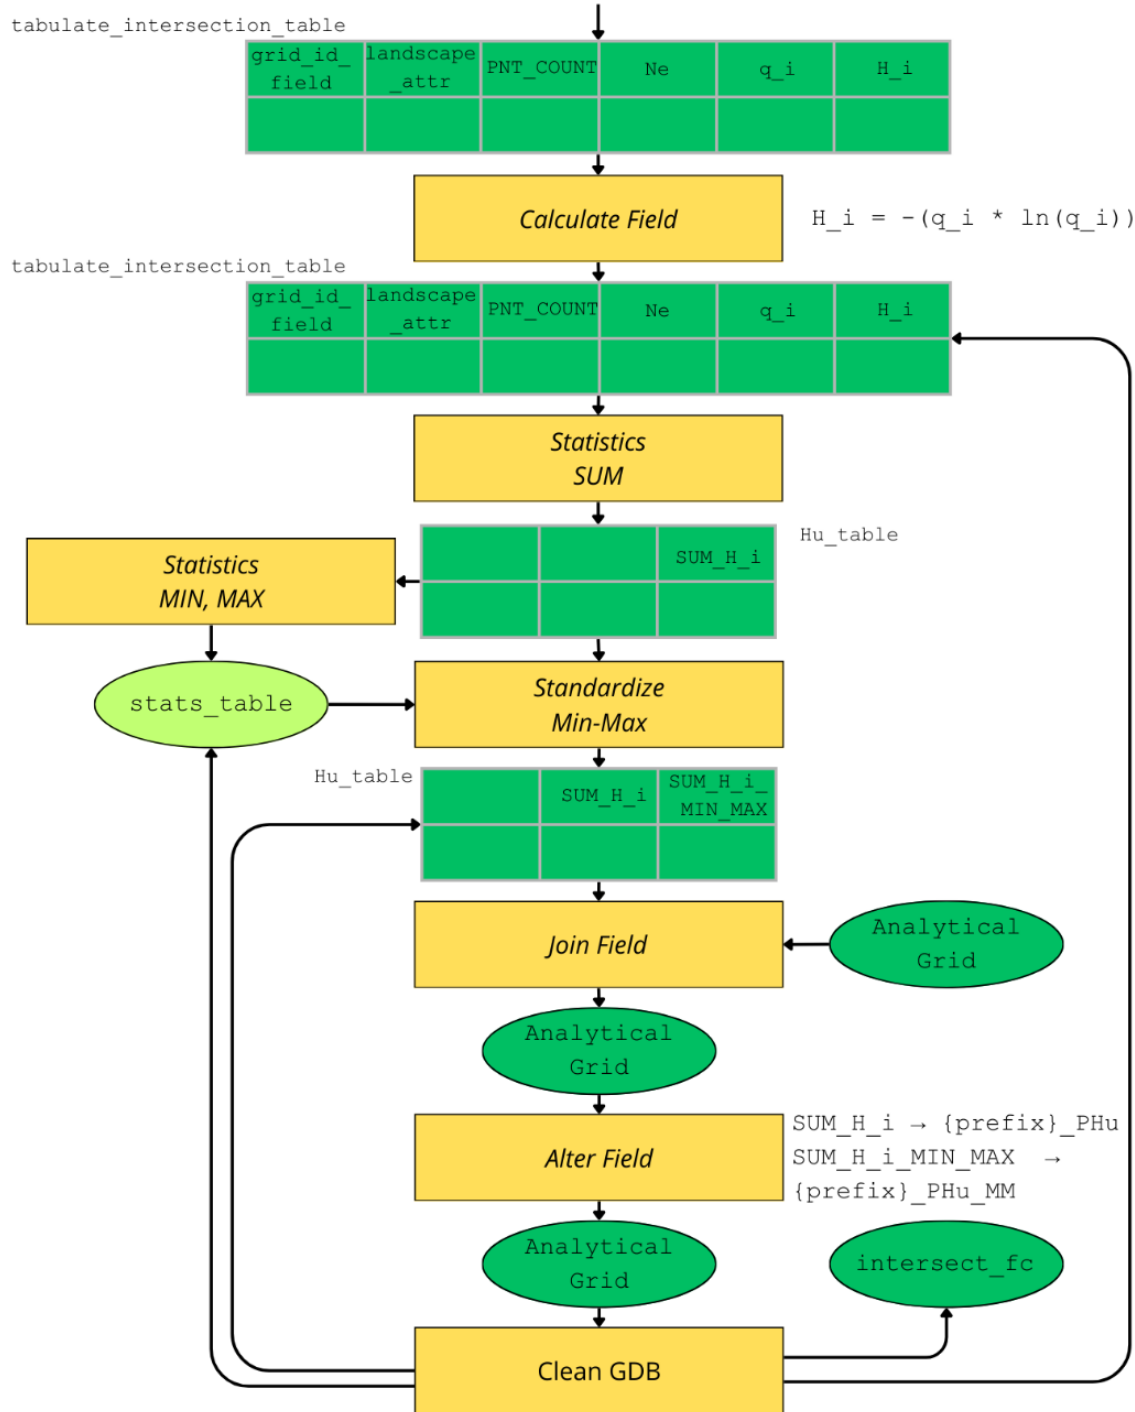 tabulate_intersection_table
grid_id_
field
landscape
_attr
PNT_COUNT
Ne
q_i
H_i
Calculate Field
H_i = -(q_i * ln(q_i))
tabulate_intersection_table
grid_id_
field
landscape
_attr
PNT_COUNT
Ne
q_i
H_i
Statistics
SUM
Hu_table
SUM_H_i
Statistics
MIN, MAX
stats_table
Standardize
Min-Max
Hu_table
SUM_H_i
SUM_H_i_
MIN_MAX
Join Field
Analytical
Grid
Analytical
Grid
Alter Field
SUM_H_i → {prefix}_PHu
SUM_H_i_MIN_MAX →
{prefix}_PHu_MM
Analytical
Grid
intersect_fc
Clean GDB